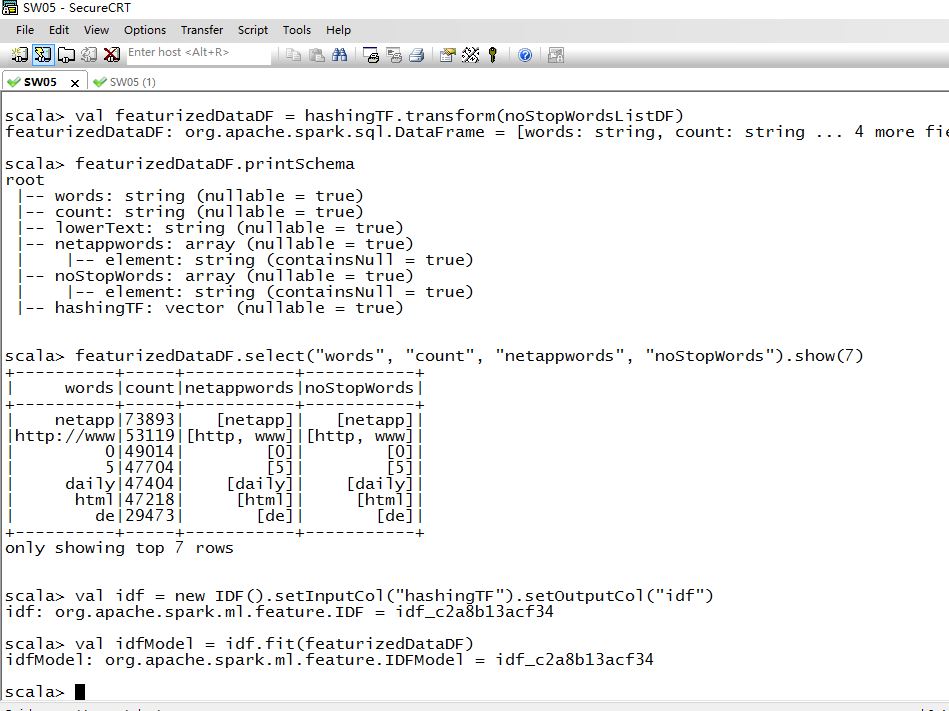 SW05 - SecureCRT
File Edit View Options Transfer Script Tools Help
Enter host <Alt+R>
SW05 x SW05 (1)
scala> val featurizedDataDF = hashingTF.transform(noStopWordsListDF)
featurizedDataDF: org.apache.spark.sql.DataFrame = [words: string, count: string ... 4 more fie
scala> featurizedDataDF.printSchema
root
 |-- words: string (nullable = true)
 |-- count: string (nullable = true)
 |-- lowerText: string (nullable = true)
 |-- netappwords: array (nullable = true)
 |    |-- element: string (containsNull = true)
 |-- noStopWords: array (nullable = true)
 |    |-- element: string (containsNull = true)
 |-- hashingTF: vector (nullable = true)
scala> featurizedDataDF.select("words", "count", "netappwords", "noStopWords").show(7)
+----------+-----+-----------+-----------+
|     words|count|netappwords|noStopWords|
+----------+-----+-----------+-----------+
|    netapp|73893|   [netapp]|   [netapp]|
|http://www|53119|[http, www]|[http, www]|
|         0|49014|        [0]|        [0]|
|         5|47704|        [5]|        [5]|
|     daily|47404|    [daily]|    [daily]|
|      html|47218|     [html]|     [html]|
|        de|29473|       [de]|       [de]|
+----------+-----+-----------+-----------+
only showing top 7 rows
scala> val idf = new IDF().setInputCol("hashingTF").setOutputCol("idf")
idf: org.apache.spark.ml.feature.IDF = idf_c2a8b13acf34
scala> val idfModel = idf.fit(featurizedDataDF)
idfModel: org.apache.spark.ml.feature.IDFModel = idf_c2a8b13acf34
scala>